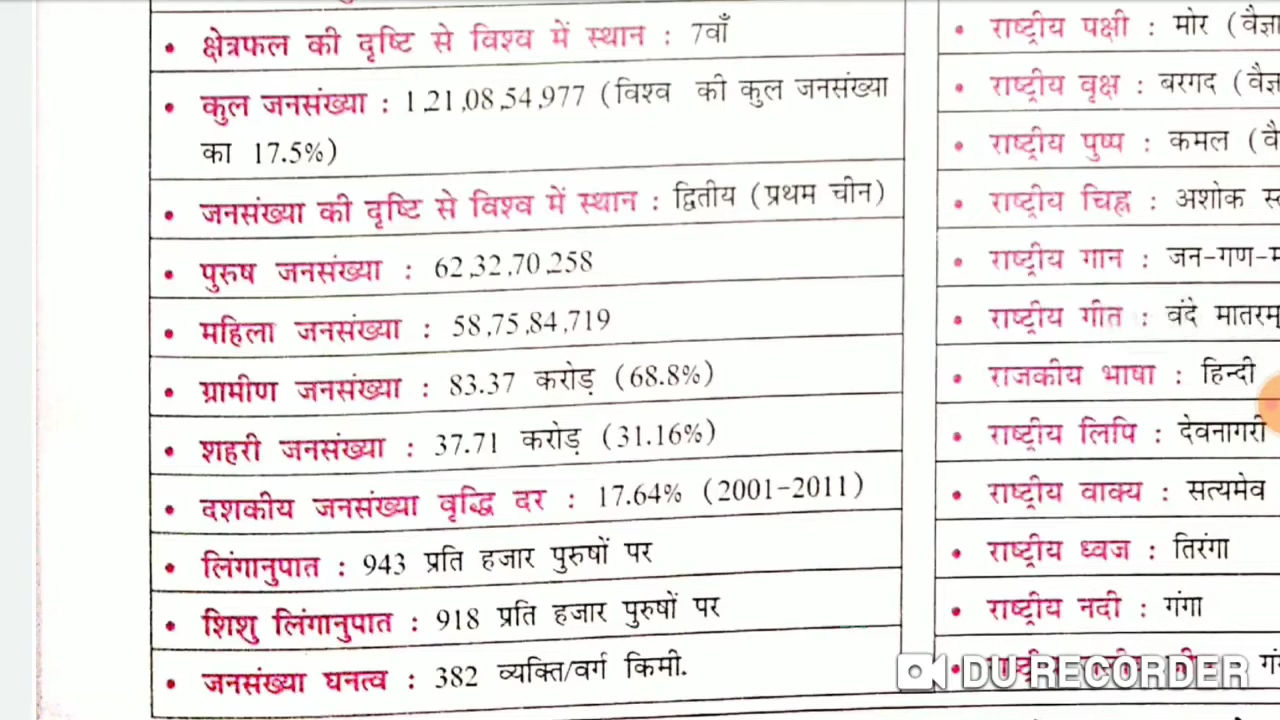 • क्षेत्रफल की दृष्टि से विश्व में स्थान : 7वाँ
• कुल जनसंख्या : 1,21,08,54,977 (विश्व की कुल जनसंख्या
का 17.5%)
• जनसंख्या की दृष्टि से विश्व में स्थान : द्वितीय (प्रथम चीन)
• पुरुष जनसंख्या : 62,32,70,258
• महिला जनसंख्या : 58,75,84,719
• ग्रामीण जनसंख्या : 83.37 करोड़ (68.8%)
• शहरी जनसंख्या : 37.71 करोड़ (31.16%)
• दशकीय जनसंख्या वृद्धि दर : 17.64% (2001-2011)
• लिंगानुपात : 943 प्रति हजार पुरुषों पर
• शिशु लिंगानुपात : 918 प्रति हजार पुरुषों पर
• जनसंख्या घनत्व : 382 व्यक्ति/वर्ग किमी.
• राष्ट्रीय पक्षी : मोर
• राष्ट्रीय वृक्ष : बरगद
• राष्ट्रीय पुष्प : कमल
• राष्ट्रीय चिह्न : अशोक
• राष्ट्रीय गान : जन-गण-म
• राष्ट्रीय गीत : वंदे मातरम
• राजकीय भाषा : हिन्दी
• राष्ट्रीय लिपि : देवनागरी
• राष्ट्रीय वाक्य : सत्यमेव
• राष्ट्रीय ध्वज : तिरंगा
• राष्ट्रीय नदी : गंगा
DU RECORDER